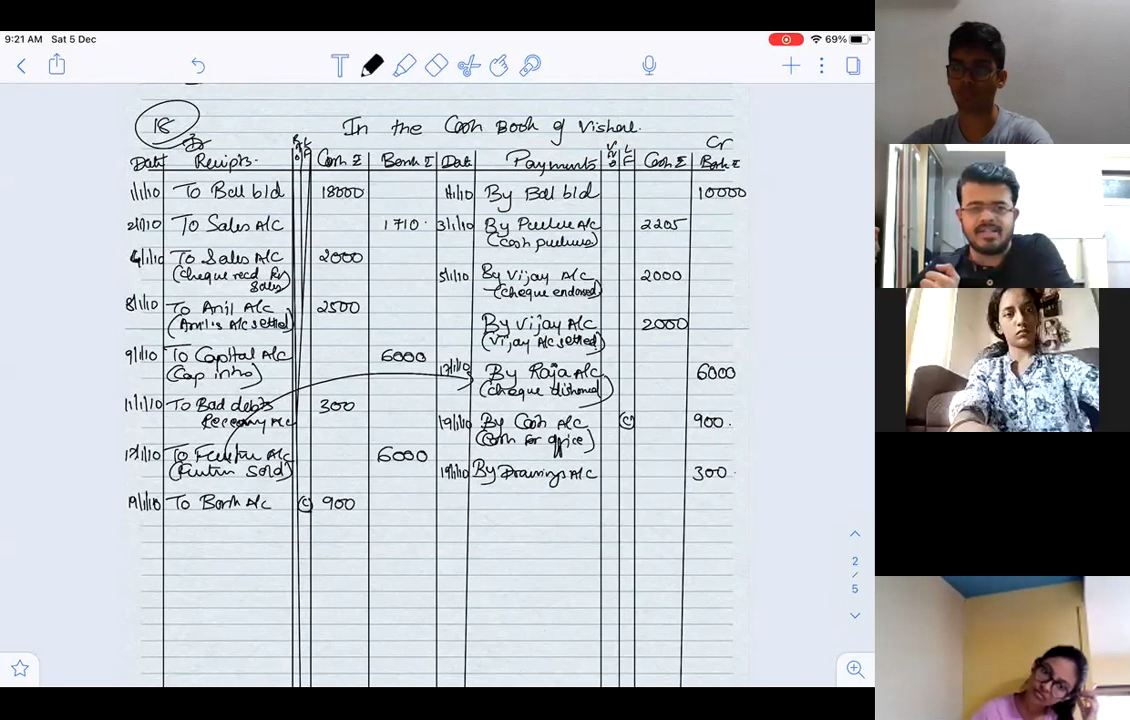 9:21 AM Sat 5 Dec
69%
18
In the Cash Book of Vishal.
Cr
Date Receipts. L F Cash ₹ Bank ₹ Date Payments V No L F Cash ₹ Bank ₹
1/1/10 To Bal b/d 18000 1/1/10 By Bal b/d 10000
2/1/10 To Sales A/c 1710 3/1/10 By Purchase A/c 2205
(cash purchase)
4/1/10 To Sales A/c 2000
(cheque recd for sales)
5/1/10 By Vijay A/c 2000
(cheque endorsed)
8/1/10 To Anil A/c 2500
(Anil's A/c settled)
By Vijay A/c 2000
(Vijay A/c settled)
9/1/10 To Capital A/c 6000
(Cap intro)
17/1/10 By Raja A/c 6000
(cheque dishonored)
11/1/10 To Bad debts 300
Recovery A/c
19/1/10 By Cash A/c (C) 900
(Cash for office)
To Furniture A/c 6000
(Furniture sold)
19/1/10 By Drawings A/c 300
19/1/10 To Bank A/c (C) 900
2
/
5